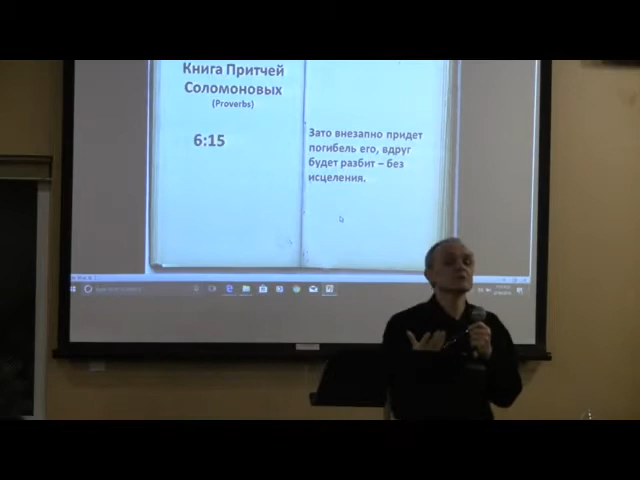 Книга Притчей
Соломоновых
(Proverbs)
6:15
Зато внезапно придет
погибель его, вдруг
будет разбит – без
исцеления.